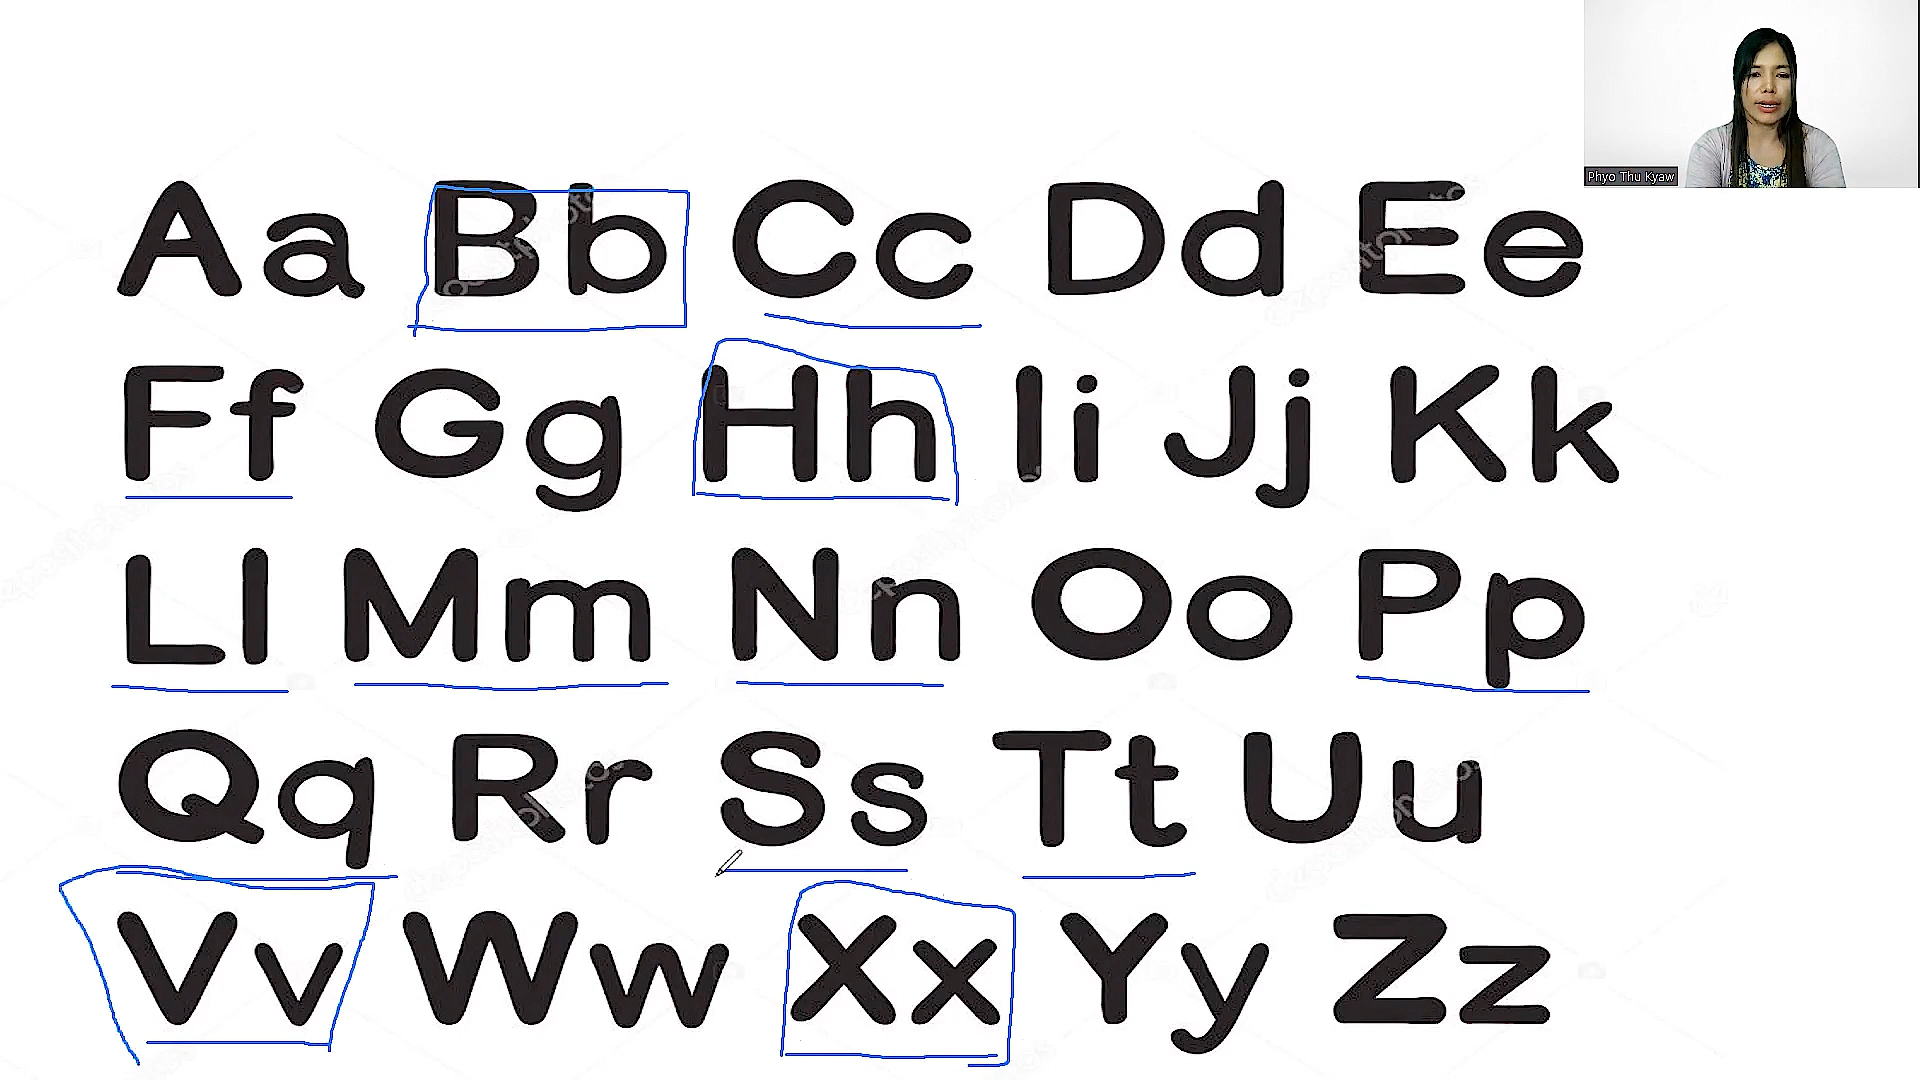 Phyo Thu Kyaw
Aa Bb Cc Dd Ee
Ff Gg Hh Ii Jj Kk
Ll Mm Nn Oo Pp
Qq Rr Ss Tt Uu
Vv Ww Xx Yy Zz